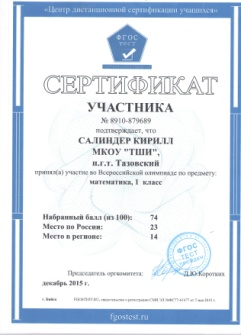 «Центр дистанционной сертификации учащихся»
ФГОС
ТЕСТ
СЕРТИФИКАТ
УЧАСТНИКА
№ 8910-879689
подтверждает, что
САЛИНДЕР КИРИЛЛ
МКОУ "ТШИ",
п.г.т. Тазовский
принял(а) участие во Всероссийской олимпиаде по предмету:
математика, 1 класс
Набранный балл (из 100): 74
Место по России: 23
Место в регионе: 14
ФГОС
ТЕСТ
Председатель оргкомитета: Д.Ю.Коротких
декабрь 2015 г.
fgostest.ru